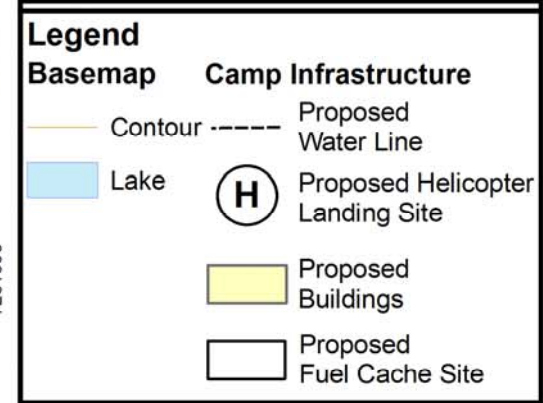 Legend
Basemap
Camp Infrastructure
Contour
Proposed
Water Line
Lake
H
Proposed Helicopter
Landing Site
Proposed
Buildings
Proposed
Fuel Cache Site